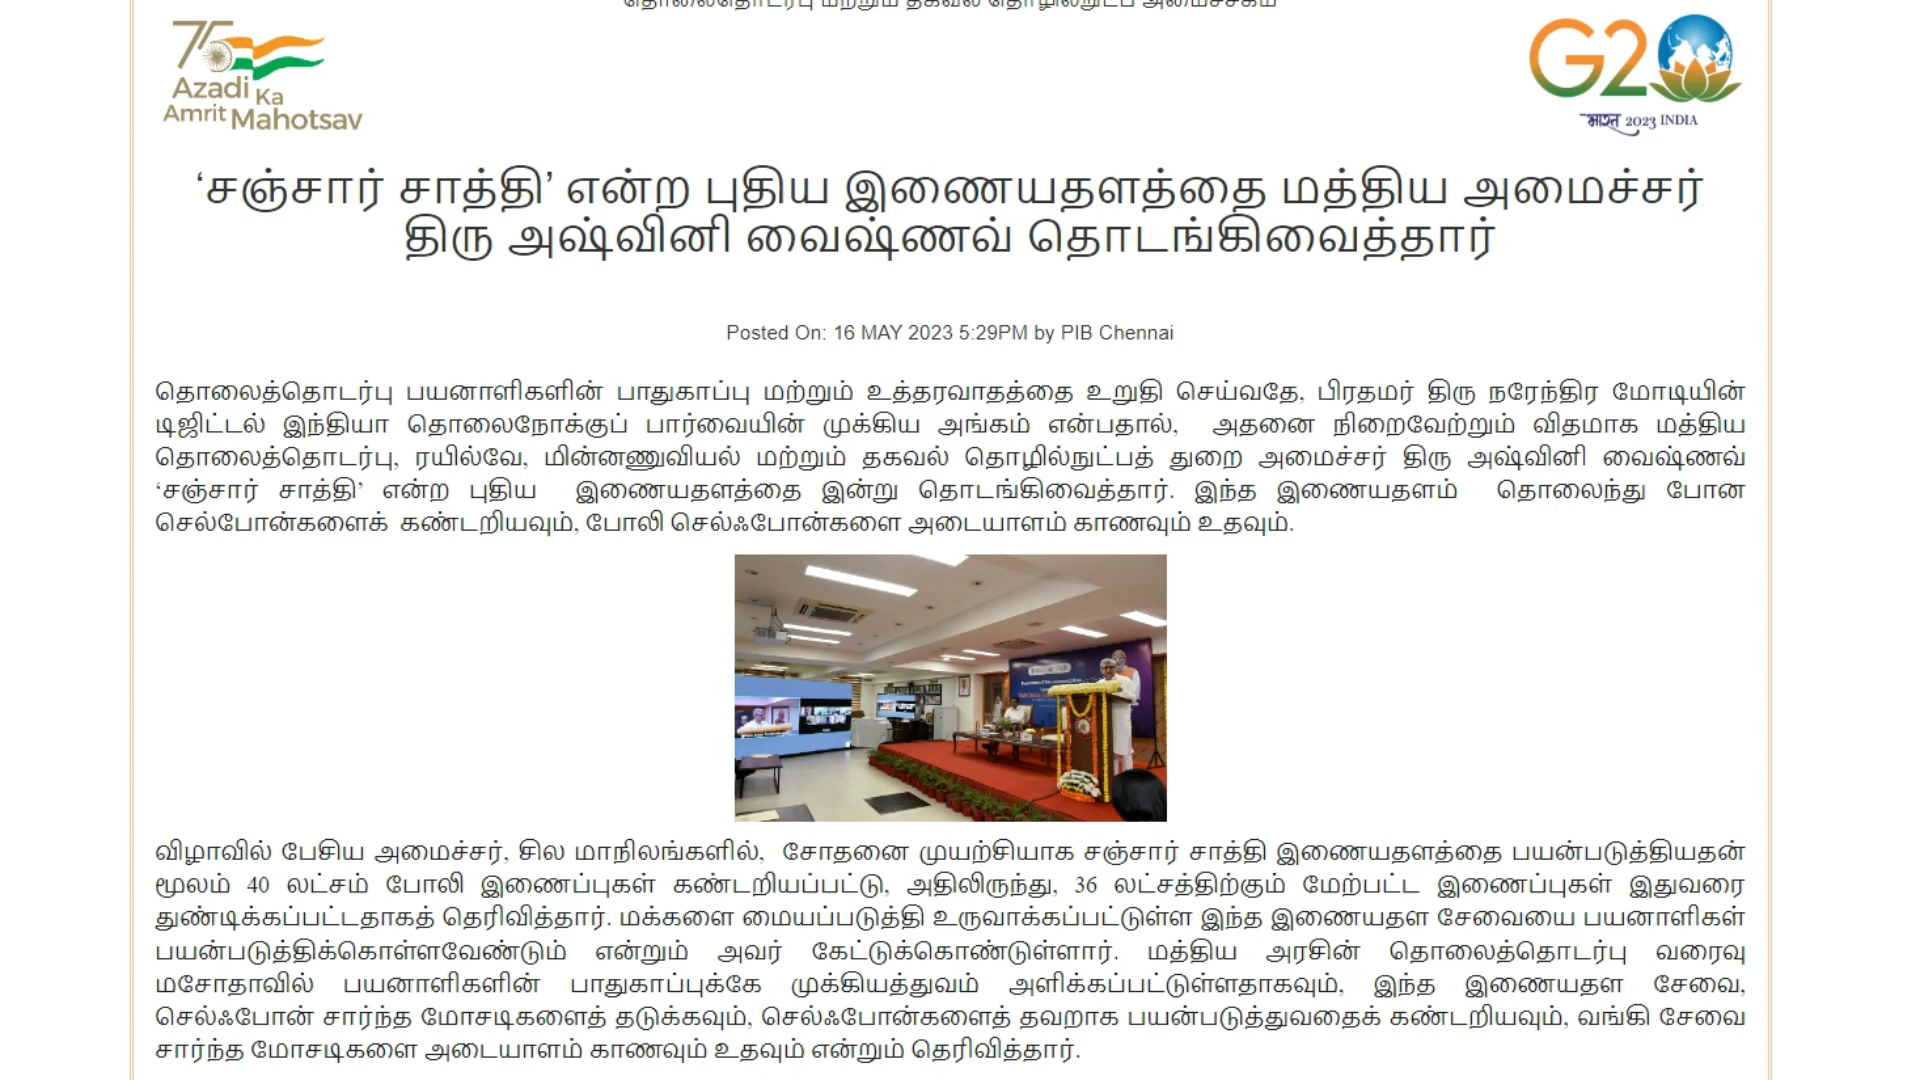 தொலைதொடர்பு மற்றும் தகவல் தொழில்நுட்ப அமைச்சகம்
75
Azadi Ka
Amrit Mahotsav
G20
भारत 2023 INDIA
‘சஞ்சார் சாத்தி’ என்ற புதிய இணையதளத்தை மத்திய அமைச்சர்
திரு அஷ்வினி வைஷ்ணவ் தொடங்கிவைத்தார்
Posted On: 16 MAY 2023 5:29PM by PIB Chennai
தொலைத்தொடர்பு பயனாளிகளின் பாதுகாப்பு மற்றும் உத்தரவாதத்தை உறுதி செய்வதே, பிரதமர் திரு நரேந்திர மோடியின்
டிஜிட்டல் இந்தியா தொலைநோக்குப் பார்வையின் முக்கிய அங்கம் என்பதால், அதனை நிறைவேற்றும் விதமாக மத்திய
தொலைத்தொடர்பு, ரயில்வே, மின்னணுவியல் மற்றும் தகவல் தொழில்நுட்பத் துறை அமைச்சர் திரு அஷ்வினி வைஷ்ணவ்
‘சஞ்சார் சாத்தி’ என்ற புதிய இணையதளத்தை இன்று தொடங்கிவைத்தார். இந்த இணையதளம் தொலைந்து போன
செல்போன்களைக் கண்டறியவும், போலி செல்ஃபோன்களை அடையாளம் காணவும் உதவும்.
விழாவில் பேசிய அமைச்சர், சில மாநிலங்களில், சோதனை முயற்சியாக சஞ்சார் சாத்தி இணையதளத்தை பயன்படுத்தியதன்
மூலம் 40 லட்சம் போலி இணைப்புகள் கண்டறியப்பட்டு, அதிலிருந்து, 36 லட்சத்திற்கும் மேற்பட்ட இணைப்புகள் இதுவரை
துண்டிக்கப்பட்டதாகத் தெரிவித்தார். மக்களை மையப்படுத்தி உருவாக்கப்பட்டுள்ள இந்த இணையதள சேவையை பயனாளிகள்
பயன்படுத்திக்கொள்ளவேண்டும் என்றும் அவர் கேட்டுக்கொண்டுள்ளார். மத்திய அரசின் தொலைத்தொடர்பு வரைவு
மசோதாவில் பயனாளிகளின் பாதுகாப்புக்கே முக்கியத்துவம் அளிக்கப்பட்டுள்ளதாகவும், இந்த இணையதள சேவை,
செல்ஃபோன் சார்ந்த மோசடிகளைத் தடுக்கவும், செல்ஃபோன்களைத் தவறாக பயன்படுத்துவதைக் கண்டறியவும், வங்கி சேவை
சார்ந்த மோசடிகளை அடையாளம் காணவும் உதவும் என்றும் தெரிவித்தார்.